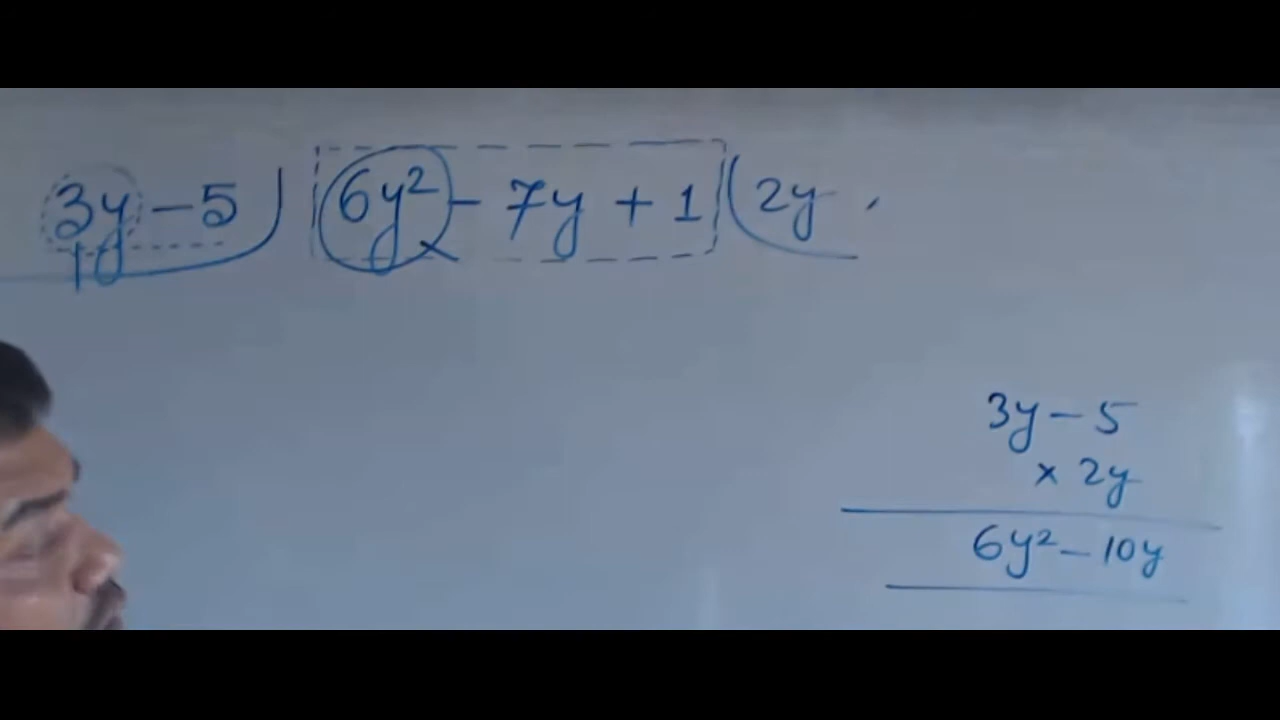 3y - 5 ) 6y² - 7y + 1 ( 2y
3y - 5
× 2y
6y² - 10y